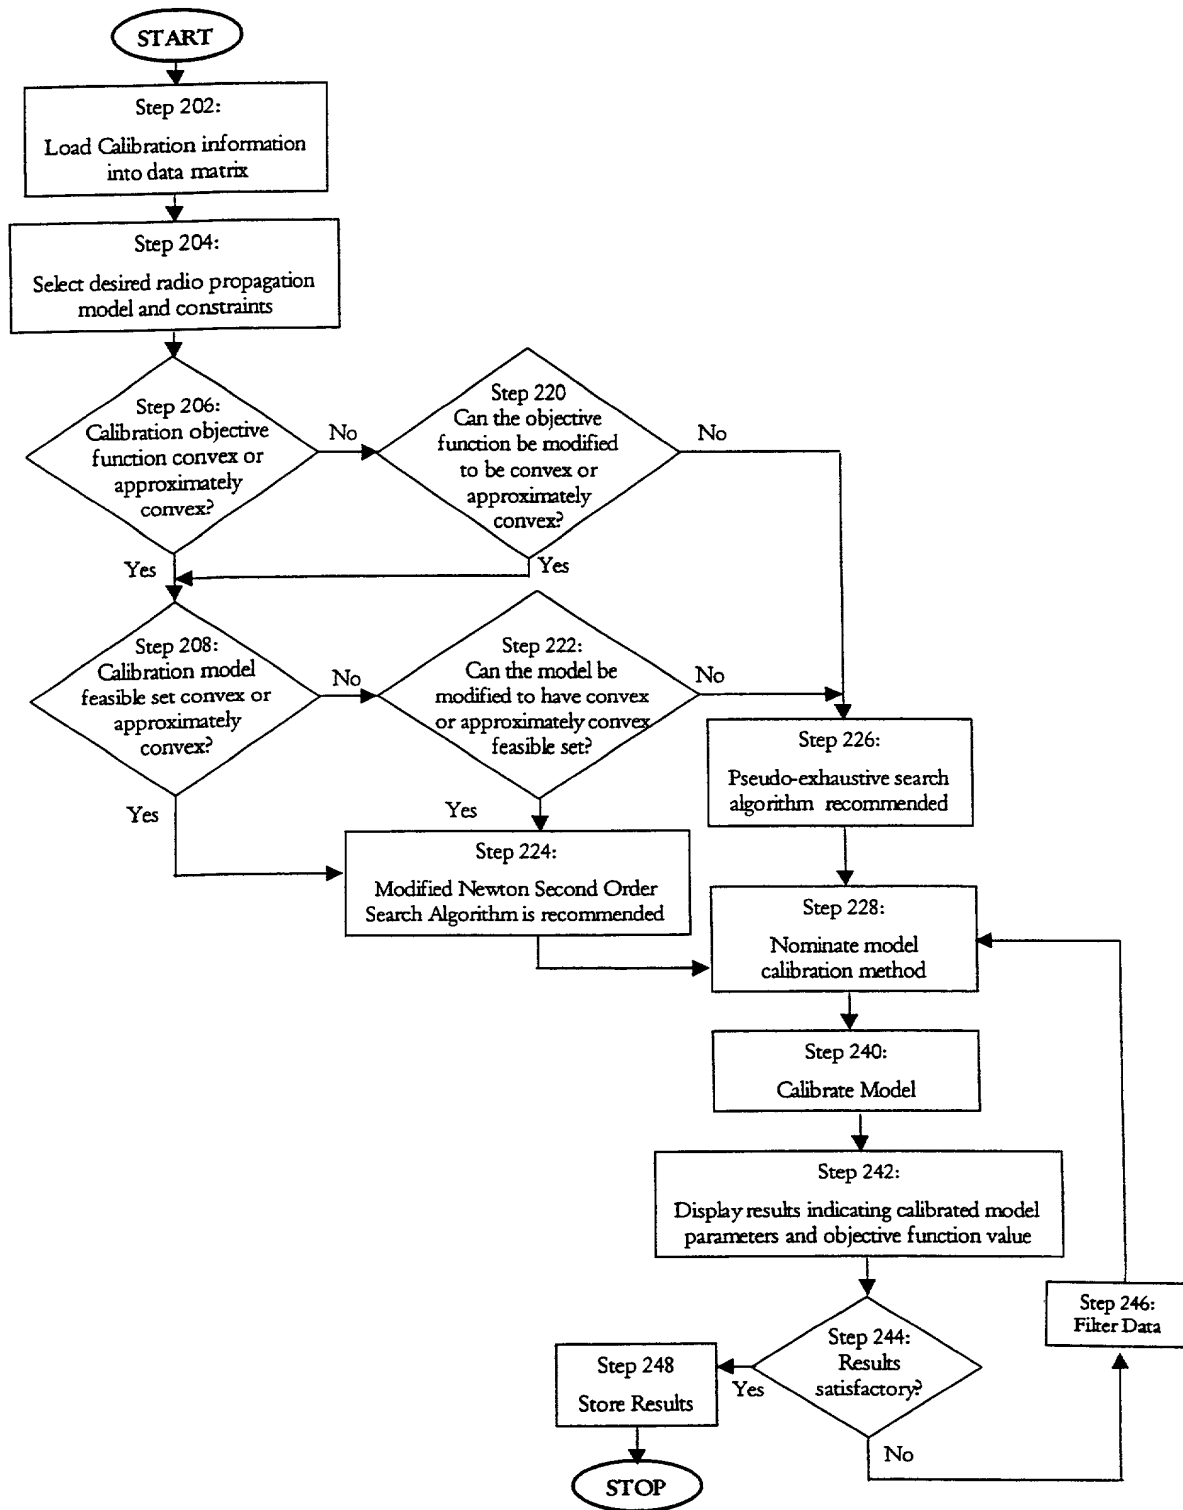 START
Step 202:
Load Calibration information
into data matrix
Step 204:
Select desired radio propagation
model and constraints
Step 206:
Calibration objective
function convex or
approximately
convex?
No
Step 220
Can the objective
function be modified
to be convex or
approximately
convex?
No
Yes
Yes
Step 208:
Calibration model
feasible set convex or
approximately
convex?
No
Step 222:
Can the model be
modified to have convex
or approximately convex
feasible set?
No
Step 226:
Pseudo-exhaustive search
algorithm recommended
Yes
Yes
Step 224:
Modified Newton Second Order
Search Algorithm is recommended
Step 228:
Nominate model
calibration method
Step 240:
Calibrate Model
Step 242:
Display results indicating calibrated model
parameters and objective function value
Step 246:
Filter Data
Step 244:
Results
satisfactory?
Yes
Step 248
Store Results
No
STOP